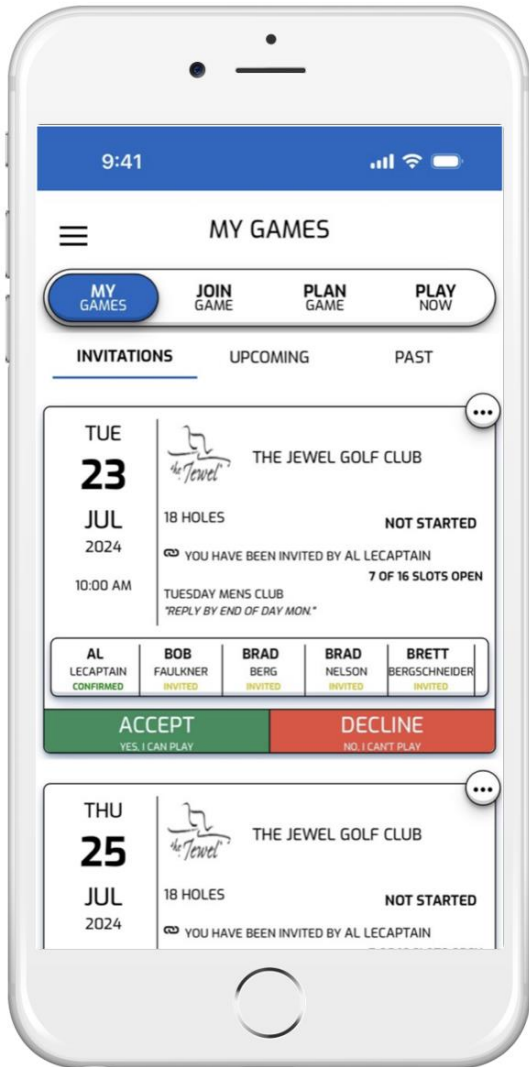 9:41
MY GAMES
MY GAMES
JOIN GAME
PLAN GAME
PLAY NOW
INVITATIONS UPCOMING PAST
TUE
23
JUL
2024
10:00 AM
the Jewel
THE JEWEL GOLF CLUB
18 HOLES
NOT STARTED
YOU HAVE BEEN INVITED BY AL LECAPTAIN
7 OF 16 SLOTS OPEN
TUESDAY MENS CLUB
"REPLY BY END OF DAY MON."
AL LECAPTAIN CONFIRMED
BOB FAULKNER INVITED
BRAD BERG INVITED
BRAD NELSON INVITED
BRETT BERGSCHNEIDER INVITED
ACCEPT
YES, I CAN PLAY
DECLINE
NO, I CAN'T PLAY
THU
25
JUL
2024
the Jewel
THE JEWEL GOLF CLUB
18 HOLES
NOT STARTED
YOU HAVE BEEN INVITED BY AL LECAPTAIN